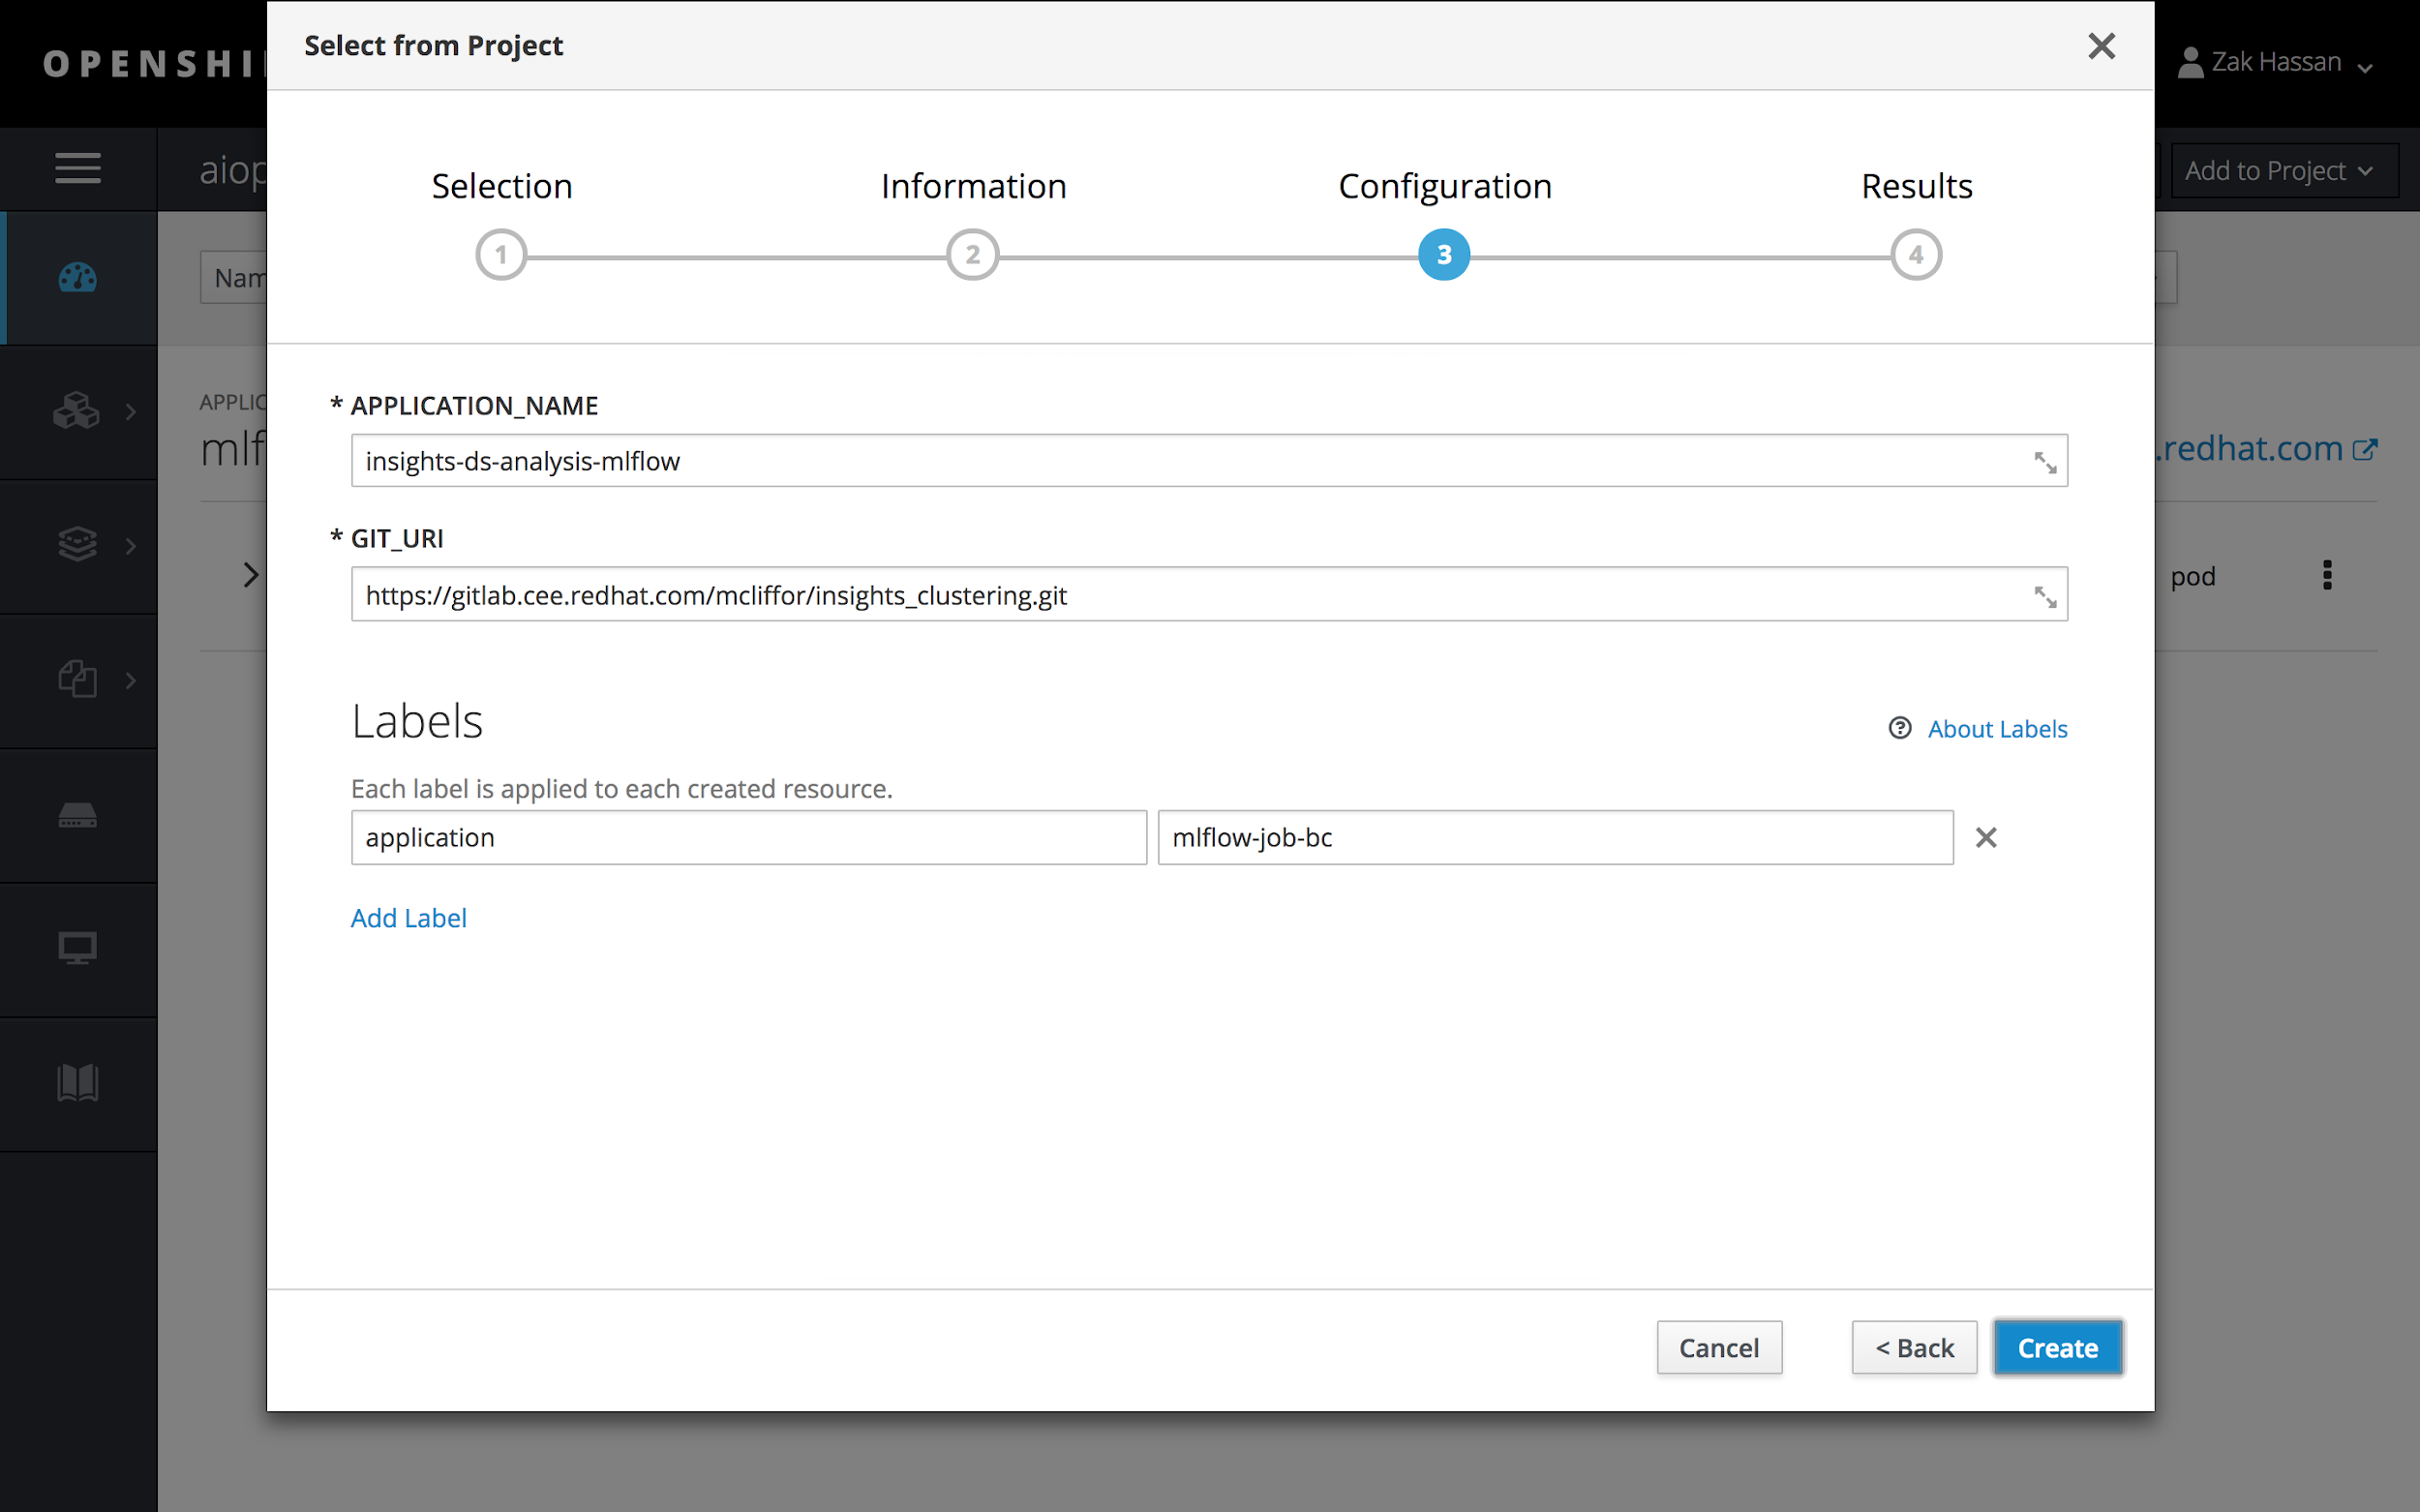 OPENSHI
Select from Project
Zak Hassan
aiop
Add to Project
Selection
Information
Configuration
Results
1
2
3
4
Nam
APPLIC
mlf
.redhat.com
* APPLICATION_NAME
insights-ds-analysis-mlflow
* GIT_URI
https://gitlab.cee.redhat.com/mcliffor/insights_clustering.git
pod
Labels
About Labels
Each label is applied to each created resource.
application
mlflow-job-bc
Add Label
Cancel
< Back
Create